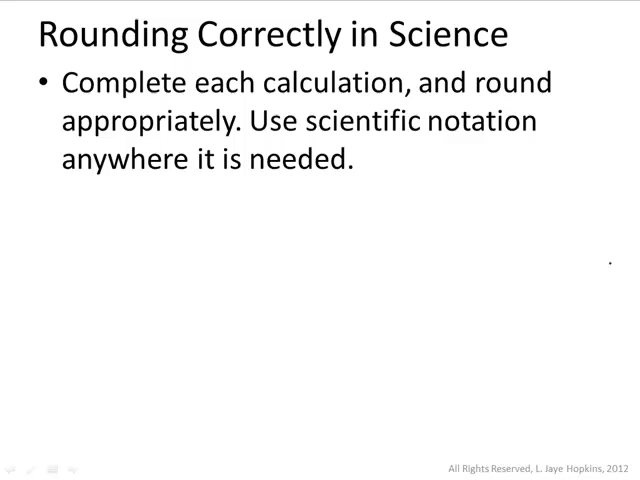 Rounding Correctly in Science
• Complete each calculation, and round
appropriately. Use scientific notation
anywhere it is needed.
All Rights Reserved, L. Jaye Hopkins, 2012